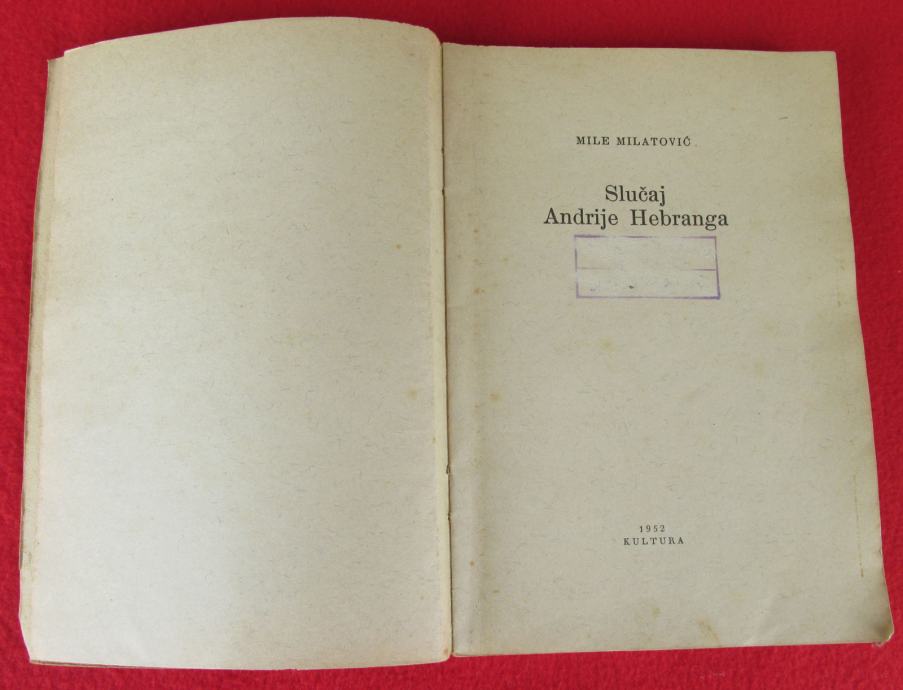 MILE MILATOVIĆ
Slučaj
Andrije Hebranga
1952
KULTURA